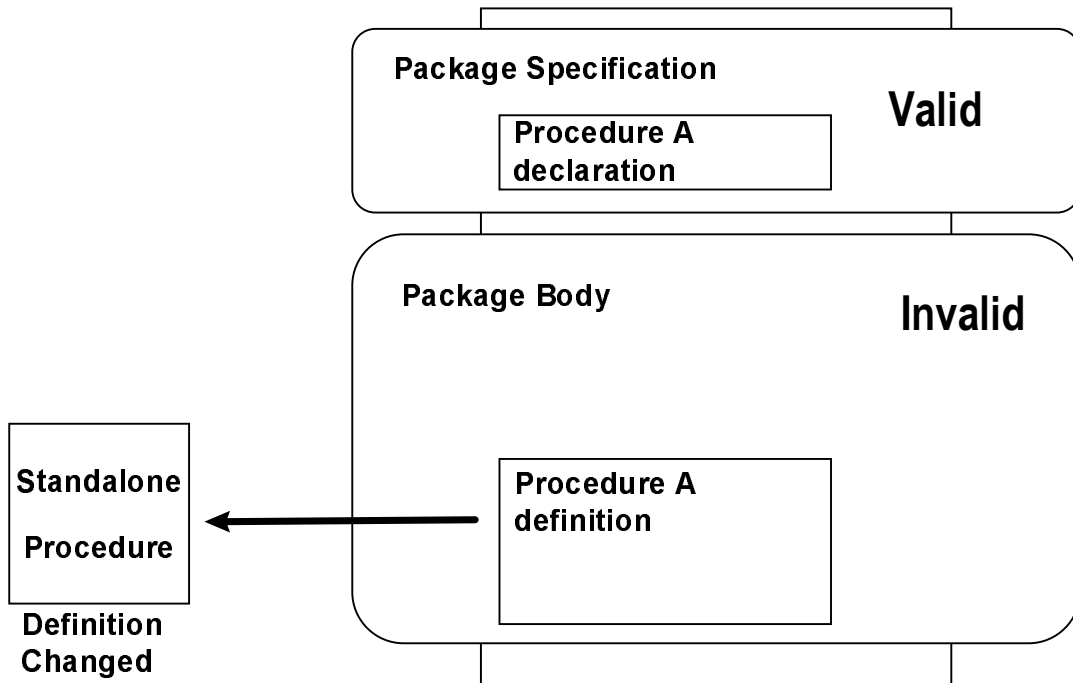 Package Specification
Valid
Procedure A
declaration
Package Body
Invalid
Procedure A
definition
Standalone
Procedure
Definition
Changed